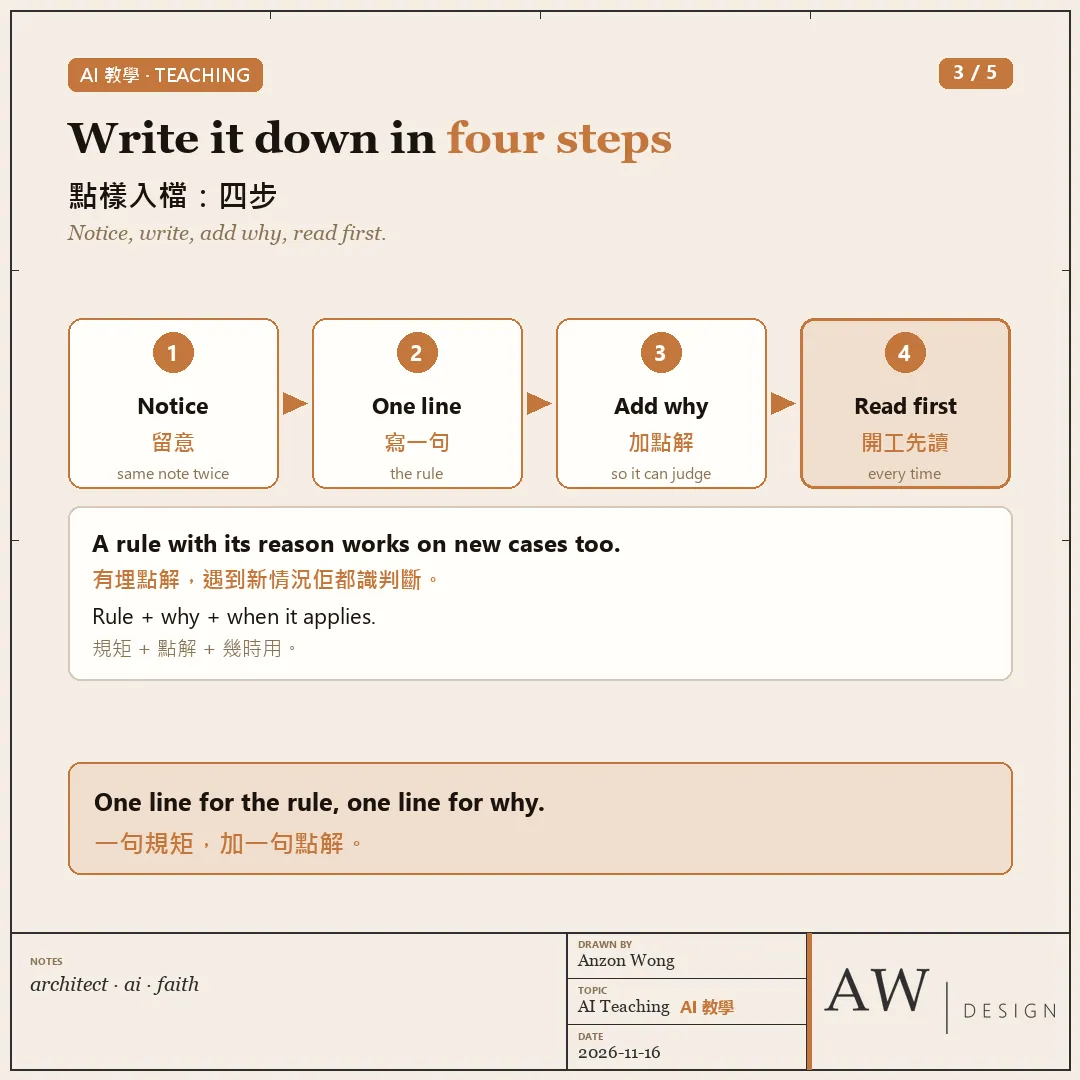 AI 教學 · TEACHING
3 / 5
Write it down in four steps
點樣入檔：四步
Notice, write, add why, read first.
1
Notice
留意
same note twice
2
One line
寫一句
the rule
3
Add why
加點解
so it can judge
4
Read first
開工先讀
every time
A rule with its reason works on new cases too.
有埋點解，遇到新情況佢都識判斷。
Rule + why + when it applies.
規矩 + 點解 + 幾時用。
One line for the rule, one line for why.
一句規矩，加一句點解。
NOTES
architect · ai · faith
DRAWN BY
Anzon Wong
TOPIC
AI Teaching AI 教學
DATE
2026-11-16
AW DESIGN